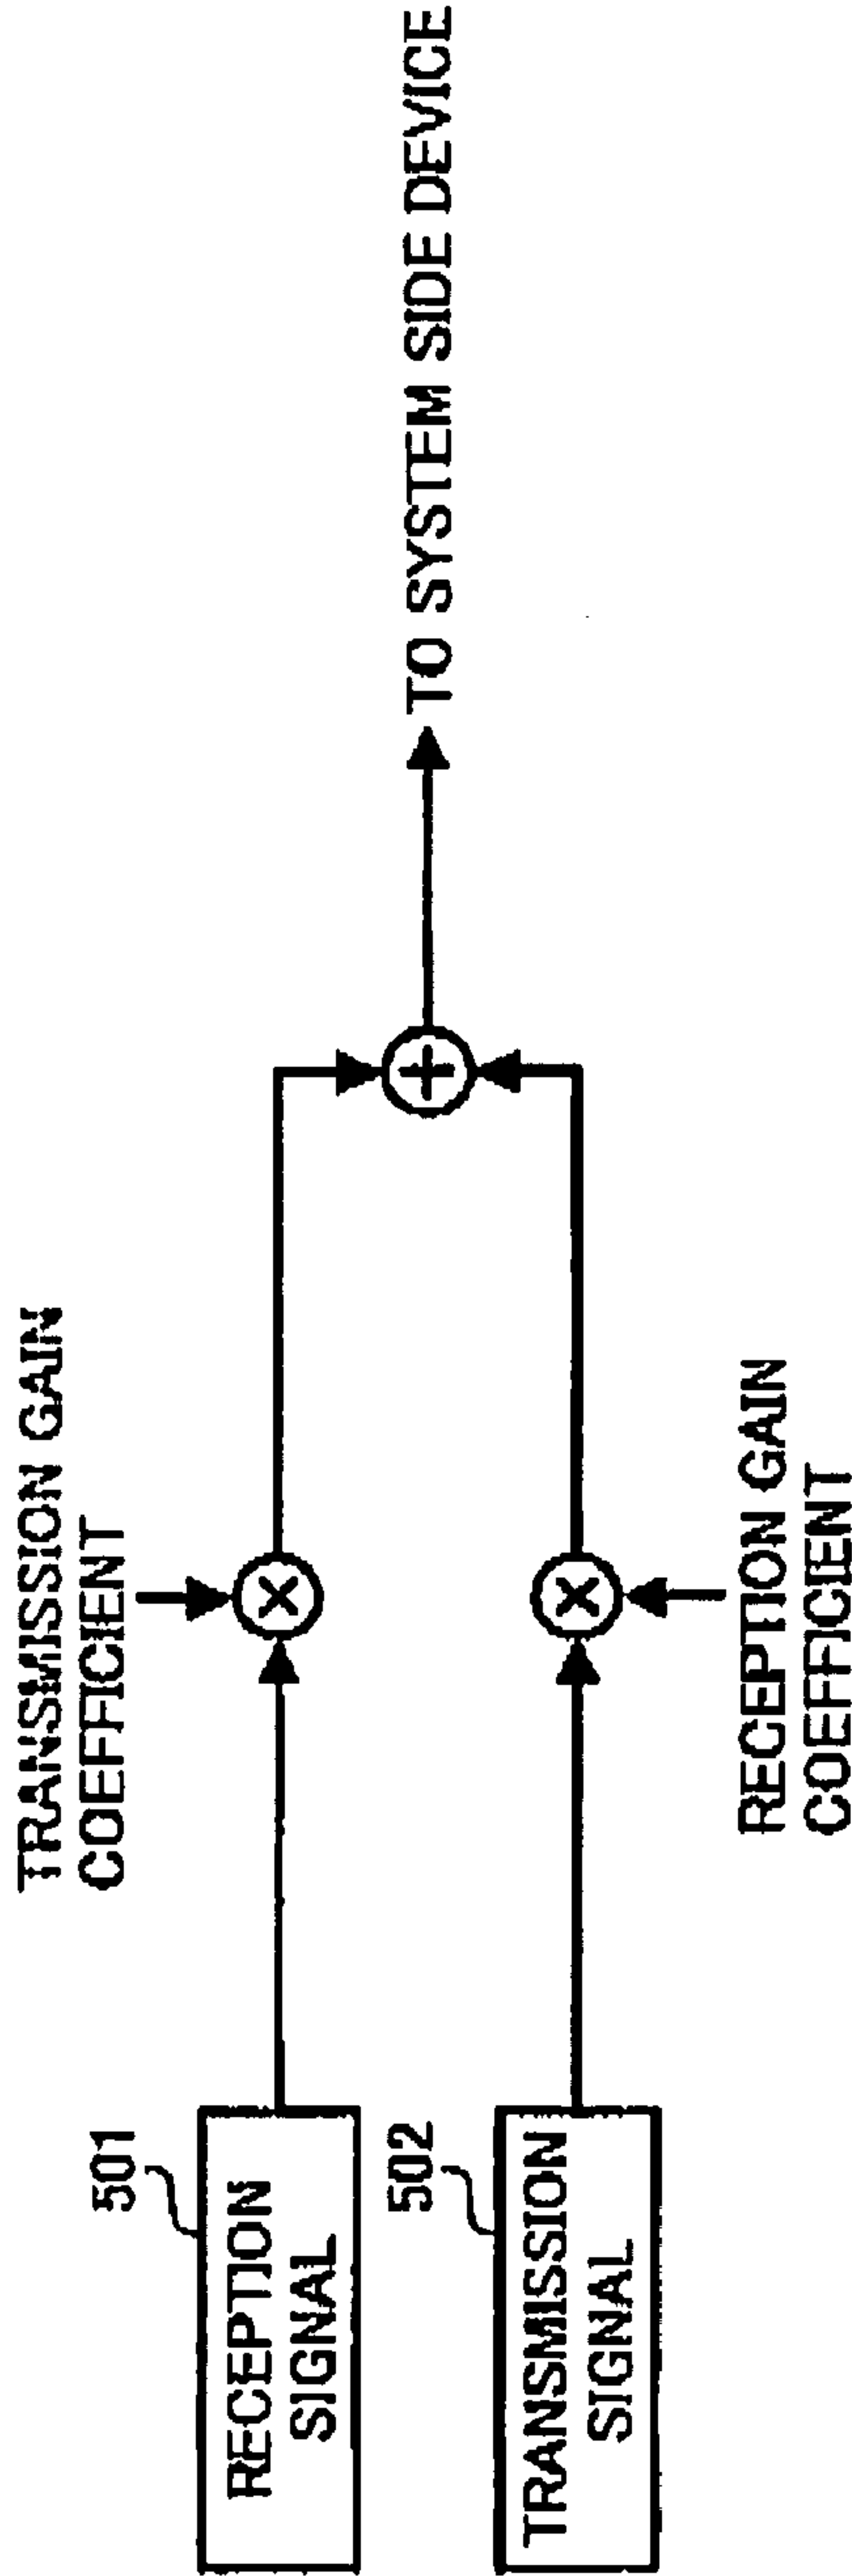 TRANSMISSION GAIN
COEFFICIENT
501
RECEPTION
SIGNAL
TO SYSTEM SIDE DEVICE
502
TRANSMISSION
SIGNAL
RECEPTION GAIN
COEFFICIENT